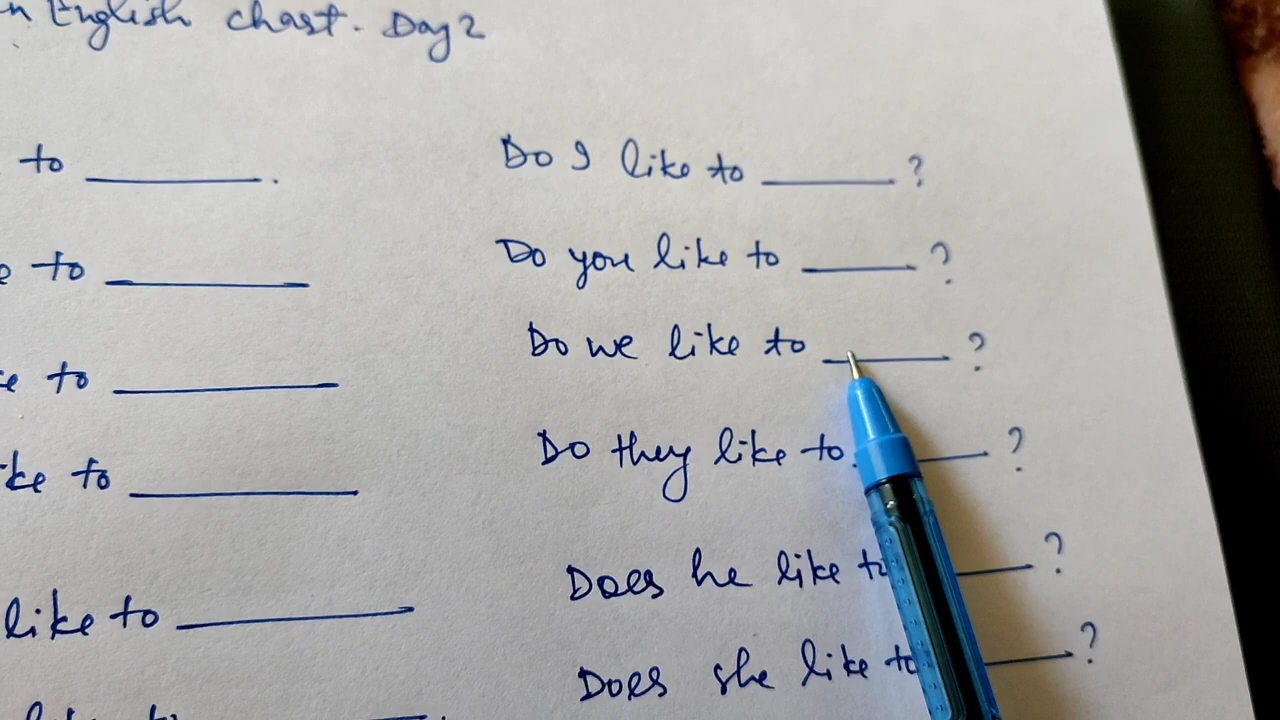 English chart. Day 2
to ______. Do I like to ______?
to ______ Do you like to ______?
to ______ Do we like to ______?
to ______ Do they like to ______?
like to ______ Does he like to ______?
Does she like to ______?